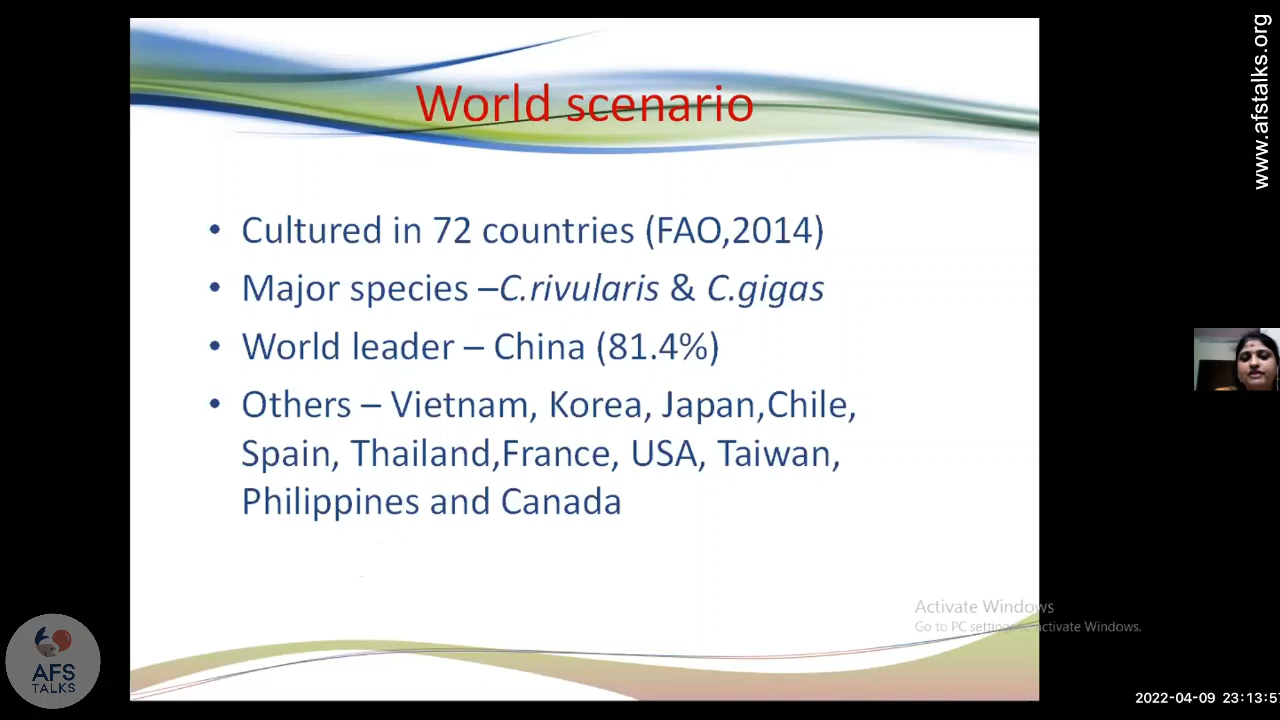 World scenario
• Cultured in 72 countries (FAO,2014)
• Major species –C.rivularis & C.gigas
• World leader – China (81.4%)
• Others – Vietnam, Korea, Japan,Chile,
Spain, Thailand,France, USA, Taiwan,
Philippines and Canada
Activate Windows
Go to PC settings to activate Windows.
www.afstalks.org
AFS
TALKS
2022-04-09 23:13:57